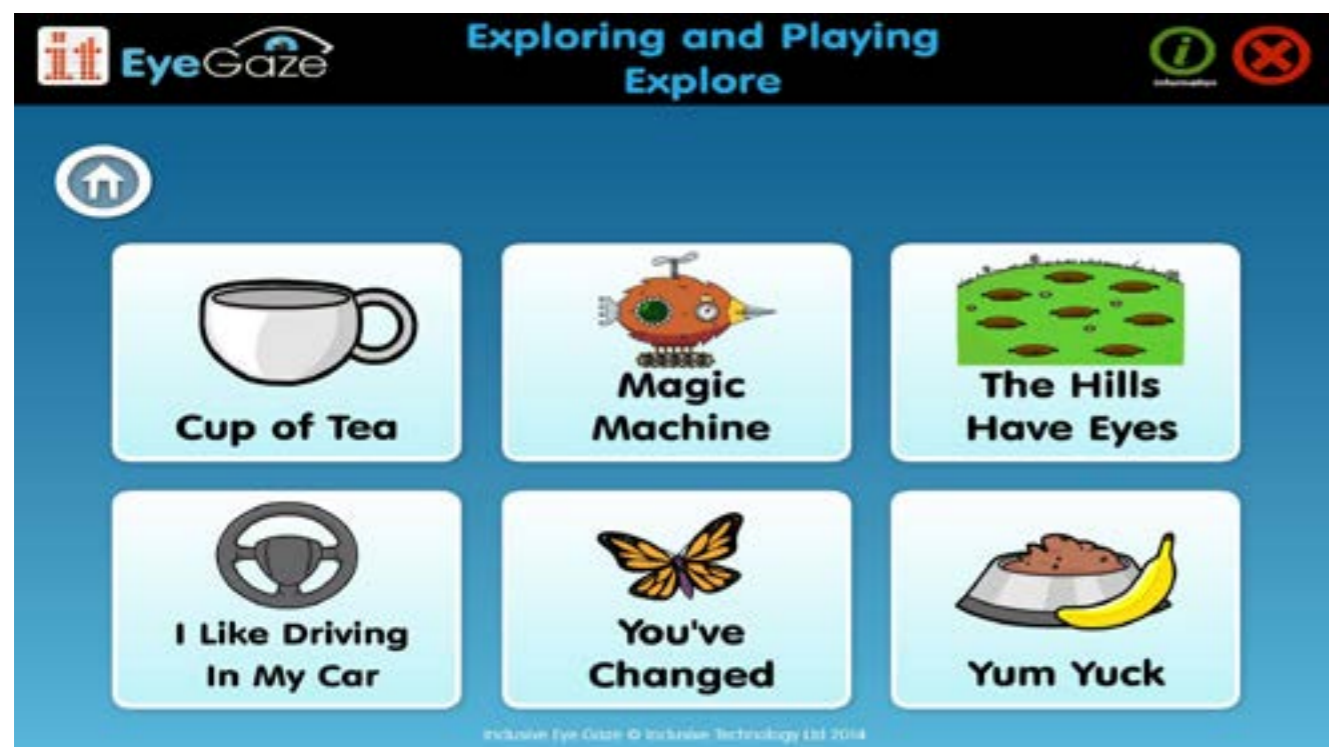 it EyeGaze
Exploring and Playing
Explore
Information
Cup of Tea
Magic
Machine
The Hills
Have Eyes
I Like Driving
In My Car
You've
Changed
Yum Yuck
Inclusive Eye Gaze © Inclusive Technology Ltd 2014